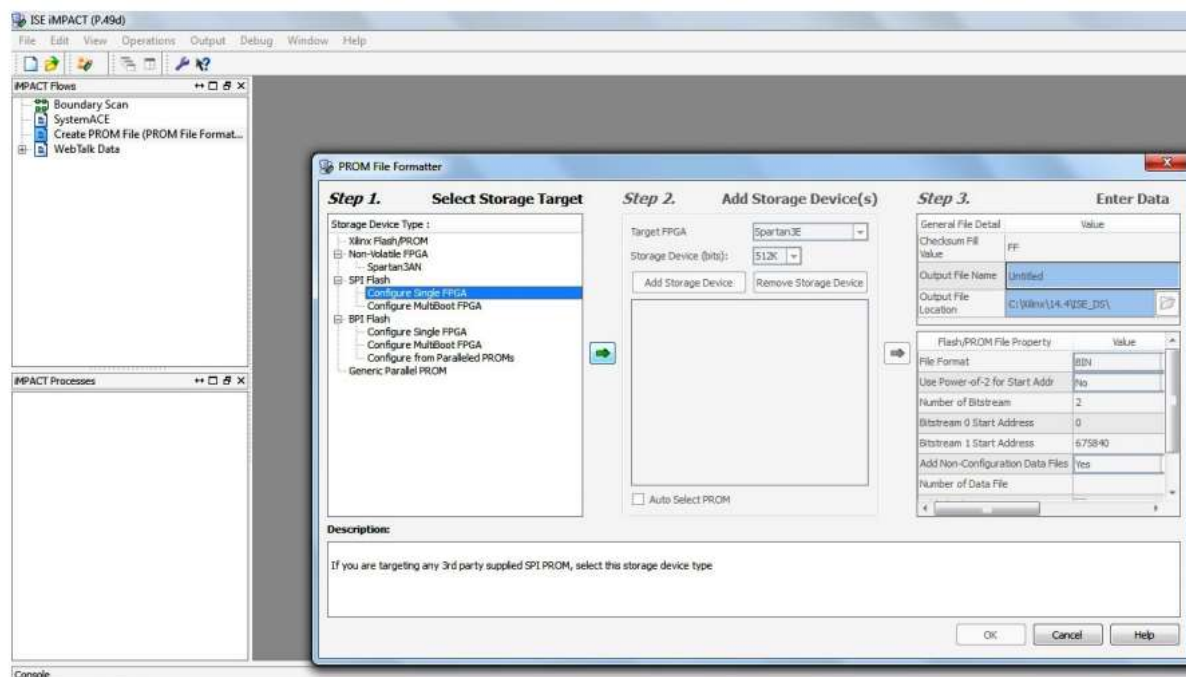 ISE iMPACT (P.49d)
File Edit View Operations Output Debug Window Help
iMPACT Flows
Boundary Scan
SystemACE
Create PROM File (PROM File Format...
WebTalk Data
iMPACT Processes
Console
PROM File Formatter
Step 1. Select Storage Target
Storage Device Type :
Xilinx Flash/PROM
Non-Volatile FPGA
Spartan3AN
SPI Flash
Configure Single FPGA
Configure MultiBoot FPGA
BPI Flash
Configure Single FPGA
Configure MultiBoot FPGA
Configure from Paralleled PROMs
Generic Parallel PROM
Step 2. Add Storage Device(s)
Target FPGA Spartan3E
Storage Device (bits): 512K
Add Storage Device Remove Storage Device
Auto Select PROM
Step 3. Enter Data
General File Detail Value
Checksum Fill Value FF
Output File Name Untitled
Output File Location C:\Xilinx\14.4\ISE_DS\
Flash/PROM File Property Value
File Format BIN
Use Power-of-2 for Start Addr No
Number of Bitstream 2
Bitstream 0 Start Address 0
Bitstream 1 Start Address 675840
Add Non-Configuration Data Files Yes
Number of Data File
Description:
If you are targeting any 3rd party supplied SPI PROM, select this storage device type
OK Cancel Help